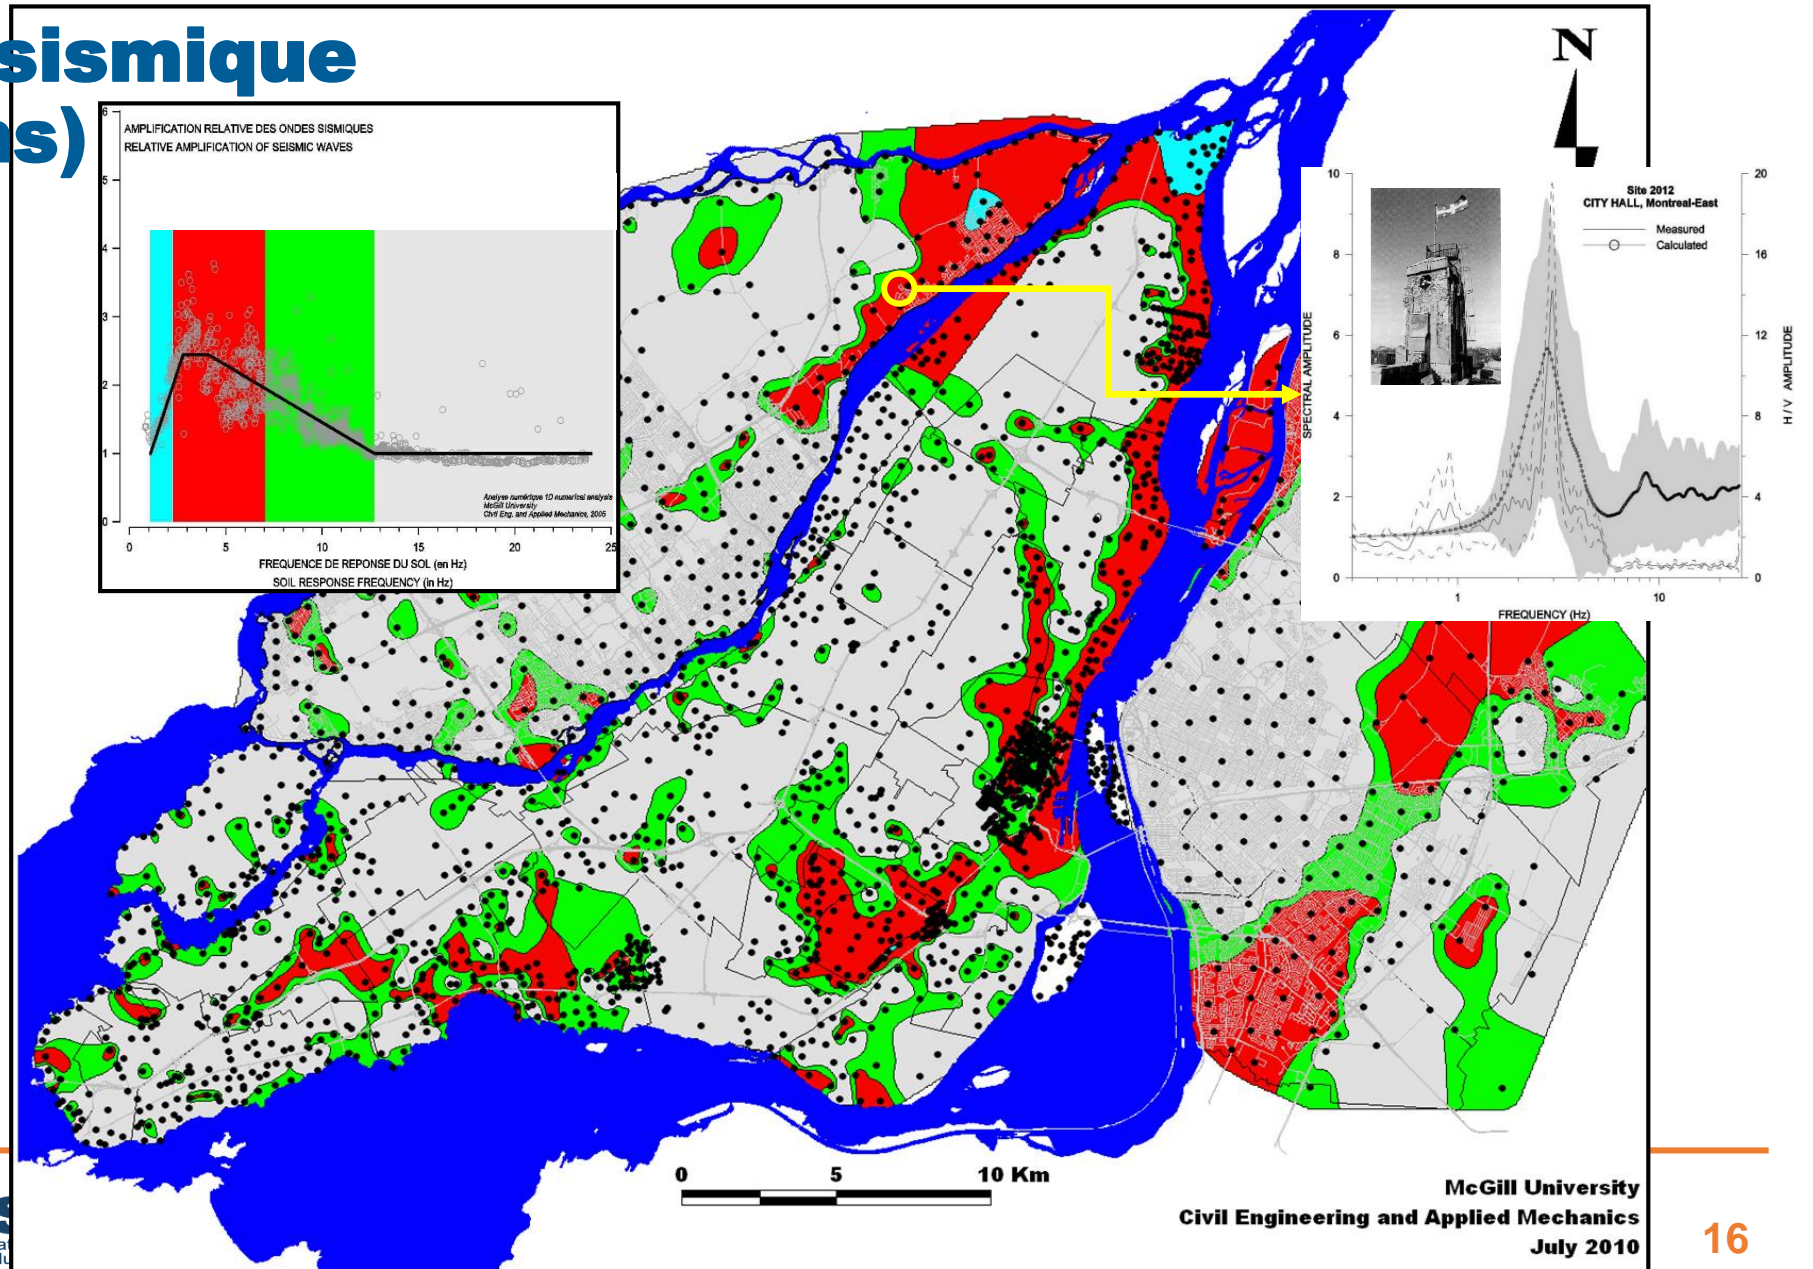 sismique
AMPLIFICATION RELATIVE DES ONDES SISMIQUES
RELATIVE AMPLIFICATION OF SEISMIC WAVES
6
5
4
3
2
1
0
0 5 10 15 20 25
Analyse numérique 1D numerical analysis
McGill University
Civil Eng. and Applied Mechanics, 2005
FREQUENCE DE REPONSE DU SOL (en Hz)
SOIL RESPONSE FREQUENCY (in Hz)
N
Site 2012
CITY HALL, Montreal-East
Measured
Calculated
SPECTRAL AMPLITUDE
10
8
6
4
2
0
20
16
12
8
4
0
H / V AMPLITUDE
1 10
FREQUENCY (Hz)
0 5 10 Km
McGill University
Civil Engineering and Applied Mechanics
July 2010
16